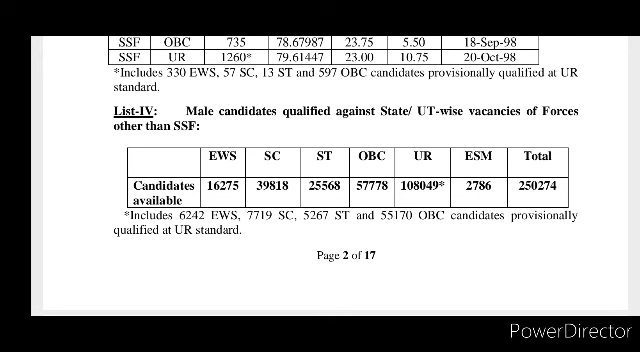 SSF OBC 735 78.67987 23.75 5.50 18-Sep-98
SSF UR 1260* 79.61447 23.00 10.75 20-Oct-98
*Includes 330 EWS, 57 SC, 13 ST and 597 OBC candidates provisionally qualified at UR
standard.
List-IV: Male candidates qualified against State/ UT-wise vacancies of Forces
other than SSF:
EWS SC ST OBC UR ESM Total
Candidates 16275 39818 25568 57778 108049* 2786 250274
available
*Includes 6242 EWS, 7719 SC, 5267 ST and 55170 OBC candidates provisionally
qualified at UR standard.
Page 2 of 17
PowerDirector